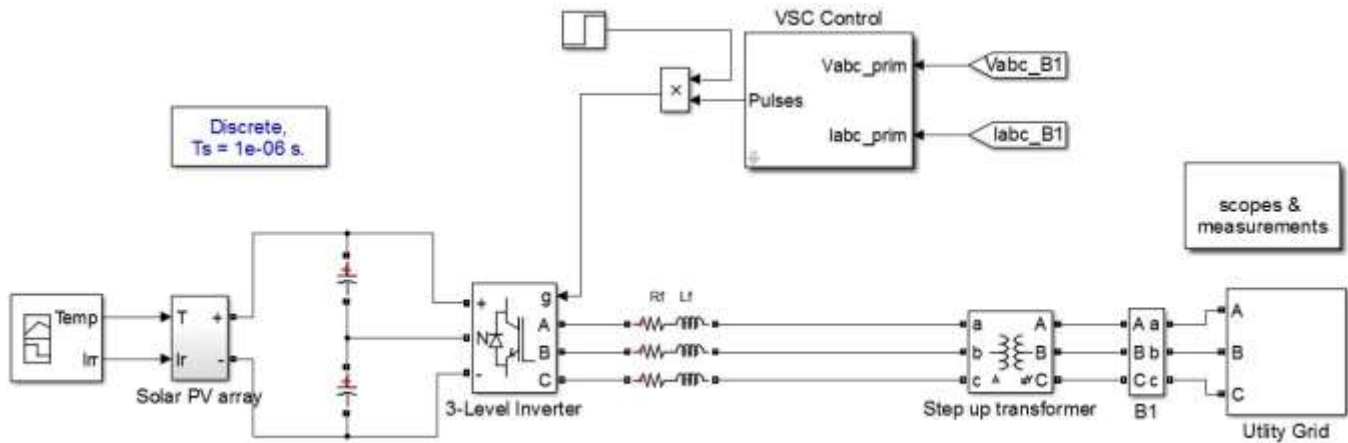 VSC Control
Vabc_prim
Vabc_B1
×
Pulses
Iabc_prim
Iabc_B1
Discrete,
Ts = 1e-06 s.
scopes &
measurements
Temp
Irr
T
Ir
+
-
Solar PV array
+
N
-
g
A
B
C
3-Level Inverter
Rf Lf
a
b
c
A
B
C
Step up transformer
A a
B b
C c
B1
A
B
C
Utlity Grid